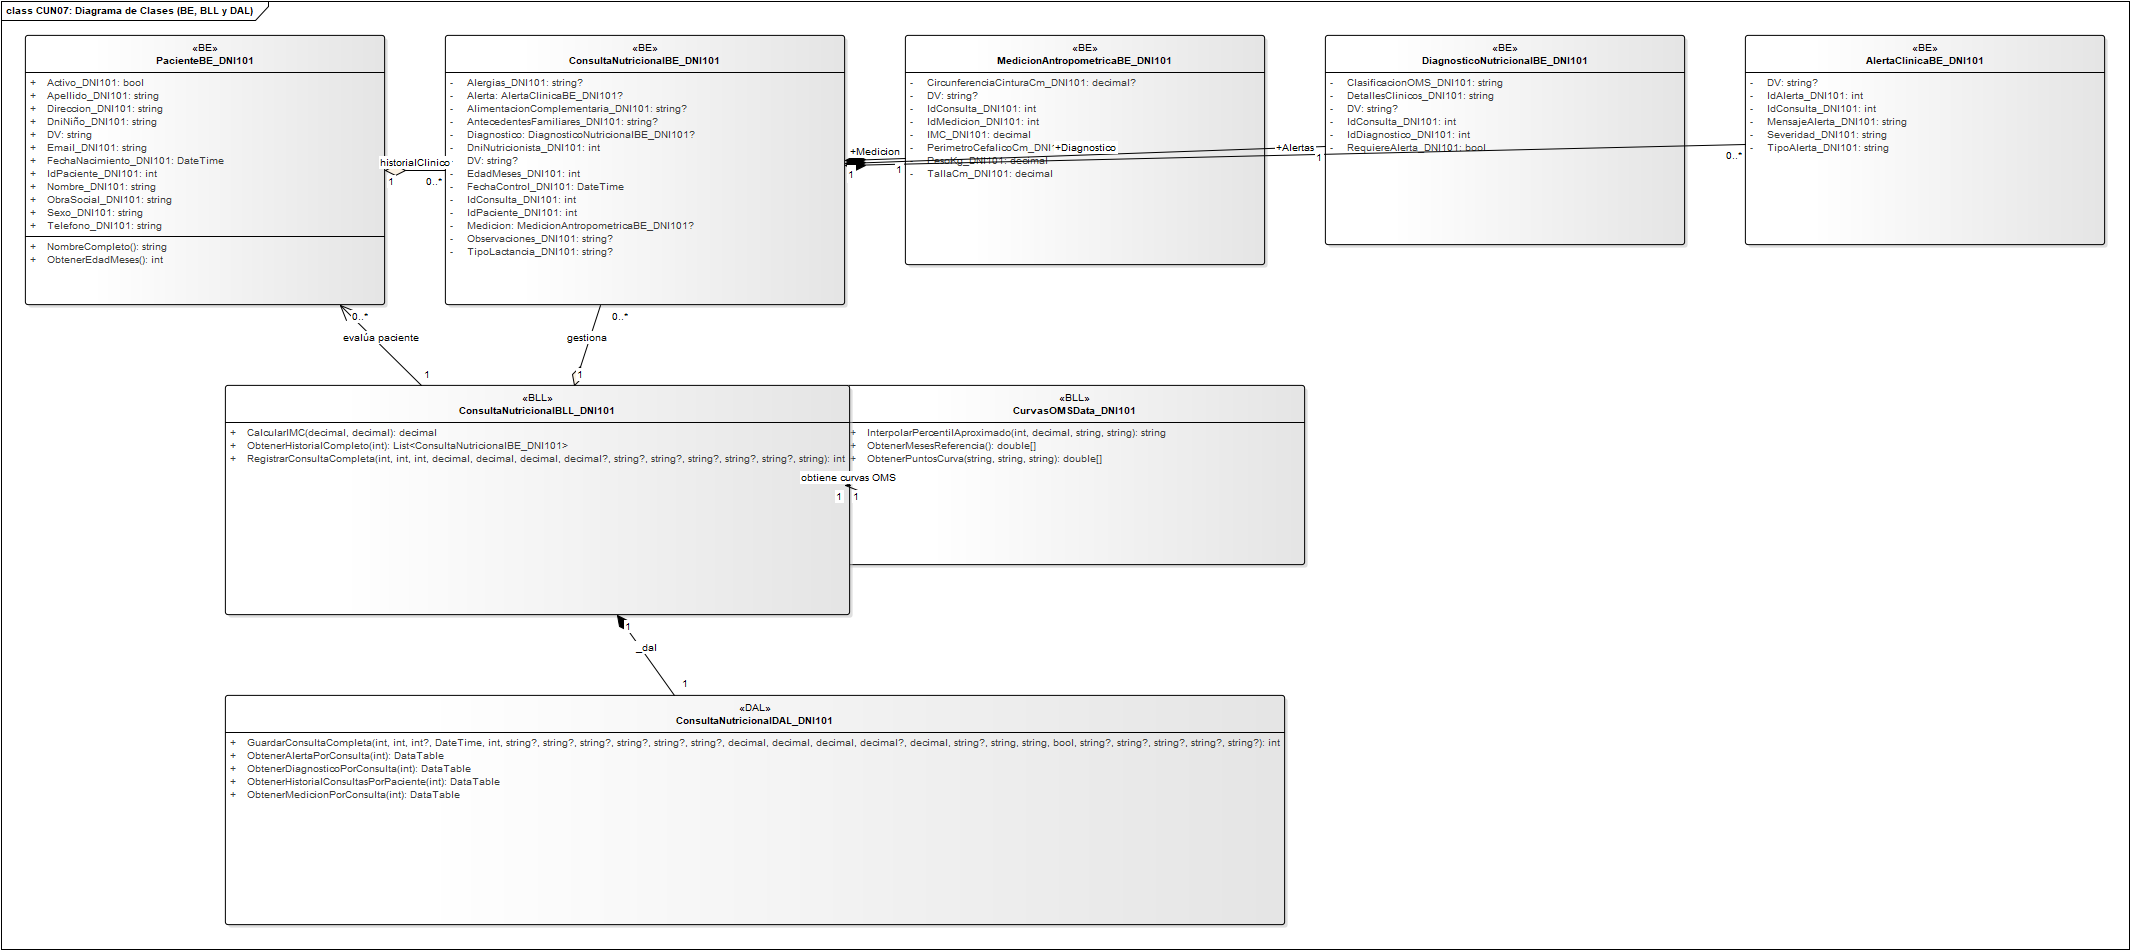 class CUN07: Diagrama de Clases (BE, BLL y DAL)
«BE»
PacienteBE_DNI101
+ Activo_DNI101: bool
+ Apellido_DNI101: string
+ Direccion_DNI101: string
+ DniNiño_DNI101: string
+ DV: string
+ Email_DNI101: string
+ FechaNacimiento_DNI101: DateTime
+ IdPaciente_DNI101: int
+ Nombre_DNI101: string
+ ObraSocial_DNI101: string
+ Sexo_DNI101: string
+ Telefono_DNI101: string
+ NombreCompleto(): string
+ ObtenerEdadMeses(): int
historialClinico
1
0..*
«BE»
ConsultaNutricionalBE_DNI101
- Alergias_DNI101: string?
- Alerta: AlertaClinicaBE_DNI101?
- AlimentacionComplementaria_DNI101: string?
- AntecedentesFamiliares_DNI101: string?
- Diagnostico: DiagnosticoNutricionalBE_DNI101?
- DniNutricionista_DNI101: int
- DV: string?
- EdadMeses_DNI101: int
- FechaControl_DNI101: DateTime
- IdConsulta_DNI101: int
- IdPaciente_DNI101: int
- Medicion: MedicionAntropometricaBE_DNI101?
- Observaciones_DNI101: string?
- TipoLactancia_DNI101: string?
+Medicion
1
1
«BE»
MedicionAntropometricaBE_DNI101
- CircunferenciaCinturaCm_DNI101: decimal?
- DV: string?
- IdConsulta_DNI101: int
- IdMedicion_DNI101: int
- IMC_DNI101: decimal
- PerimetroCefalicoCm_DNI
- PesoKg_DNI101: decimal
- TallaCm_DNI101: decimal
+Diagnostico
+Alertas
1
«BE»
DiagnosticoNutricionalBE_DNI101
- ClasificacionOMS_DNI101: string
- DetallesClinicos_DNI101: string
- DV: string?
- IdConsulta_DNI101: int
- IdDiagnostico_DNI101: int
- RequiereAlerta_DNI101: bool
0..*
«BE»
AlertaClinicaBE_DNI101
- DV: string?
- IdAlerta_DNI101: int
- IdConsulta_DNI101: int
- MensajeAlerta_DNI101: string
- Severidad_DNI101: string
- TipoAlerta_DNI101: string
0..*
evalúa paciente
1
0..*
gestiona
1
«BLL»
ConsultaNutricionalBLL_DNI101
+ CalcularIMC(decimal, decimal): decimal
+ ObtenerHistorialCompleto(int): List<ConsultaNutricionalBE_DNI101>
+ RegistrarConsultaCompleta(int, int, int, decimal, decimal, decimal, decimal?, string?, string?, string?, string?, string?, string): int
«BLL»
CurvasOMSData_DNI101
+ InterpolarPercentilAproximado(int, decimal, string, string): string
+ ObtenerMesesReferencia(): double[]
+ ObtenerPuntosCurva(string, string, string): double[]
obtiene curvas OMS
1
1
1
_dal
1
«DAL»
ConsultaNutricionalDAL_DNI101
+ GuardarConsultaCompleta(int, int, int?, DateTime, int, string?, string?, string?, string?, string?, string?, decimal, decimal, decimal, decimal?, decimal, string?, string, string, bool, string?, string?, string?, string?, string?): int
+ ObtenerAlertaPorConsulta(int): DataTable
+ ObtenerDiagnosticoPorConsulta(int): DataTable
+ ObtenerHistorialConsultasPorPaciente(int): DataTable
+ ObtenerMedicionPorConsulta(int): DataTable